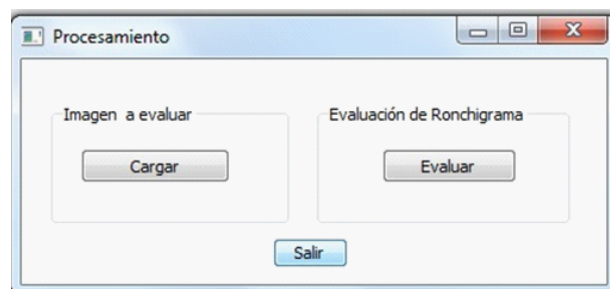 Procesamiento
Imagen a evaluar
Evaluación de Ronchigrama
Cargar
Evaluar
Salir